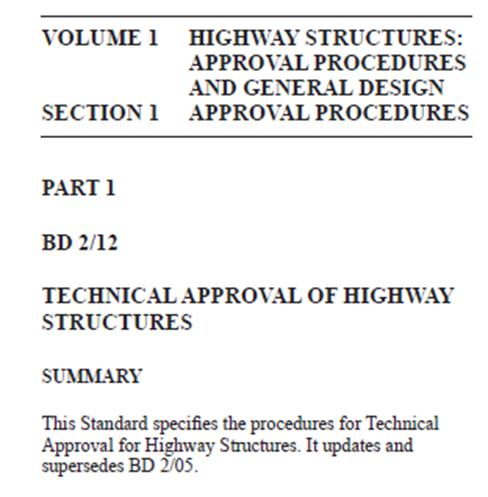 VOLUME 1 HIGHWAY STRUCTURES:
APPROVAL PROCEDURES
AND GENERAL DESIGN
SECTION 1 APPROVAL PROCEDURES
PART 1
BD 2/12
TECHNICAL APPROVAL OF HIGHWAY
STRUCTURES
SUMMARY
This Standard specifies the procedures for Technical
Approval for Highway Structures. It updates and
supersedes BD 2/05.